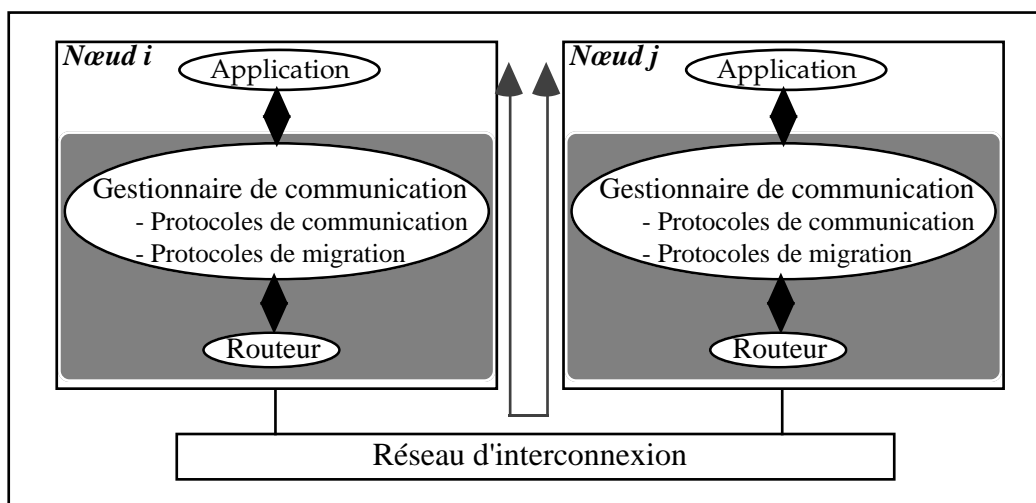 Nœud i
Application
Gestionnaire de communication
- Protocoles de communication
- Protocoles de migration
Routeur
Nœud j
Application
Gestionnaire de communication
- Protocoles de communication
- Protocoles de migration
Routeur
Réseau d'interconnexion